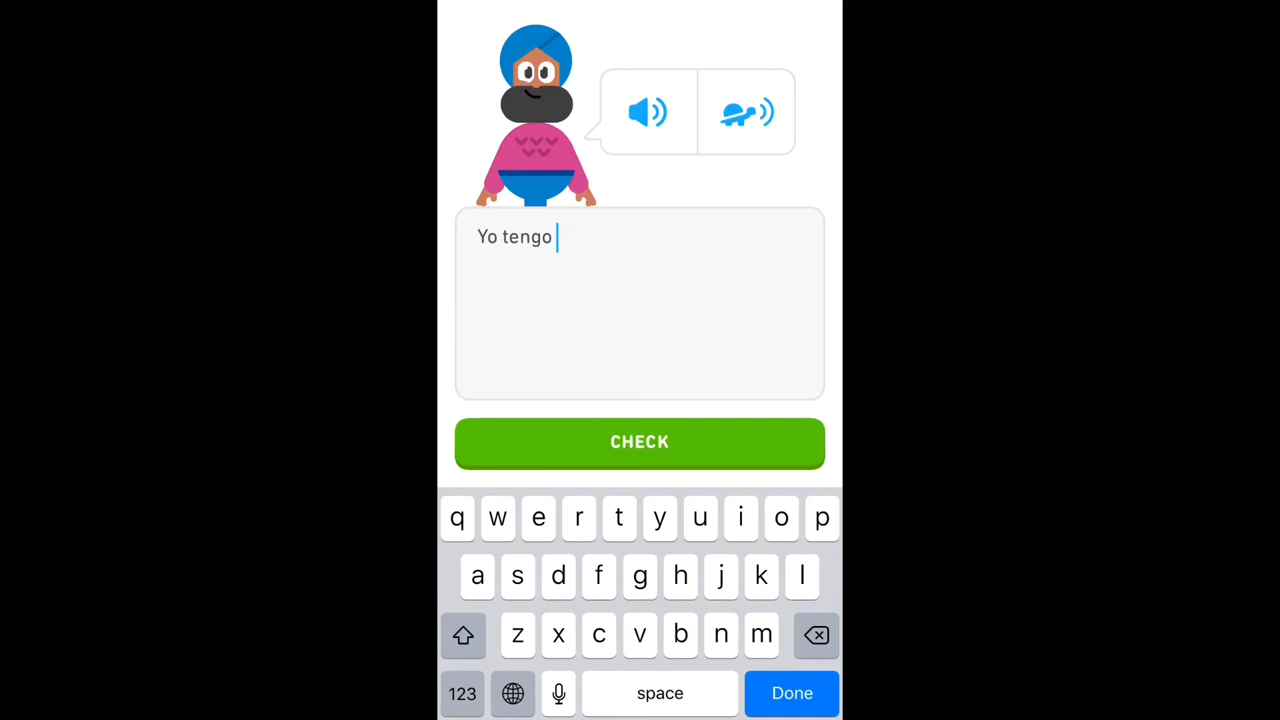 Yo tengo
CHECK
q w e r t y u i o p
a s d f g h j k l
z x c v b n m
123 space Done